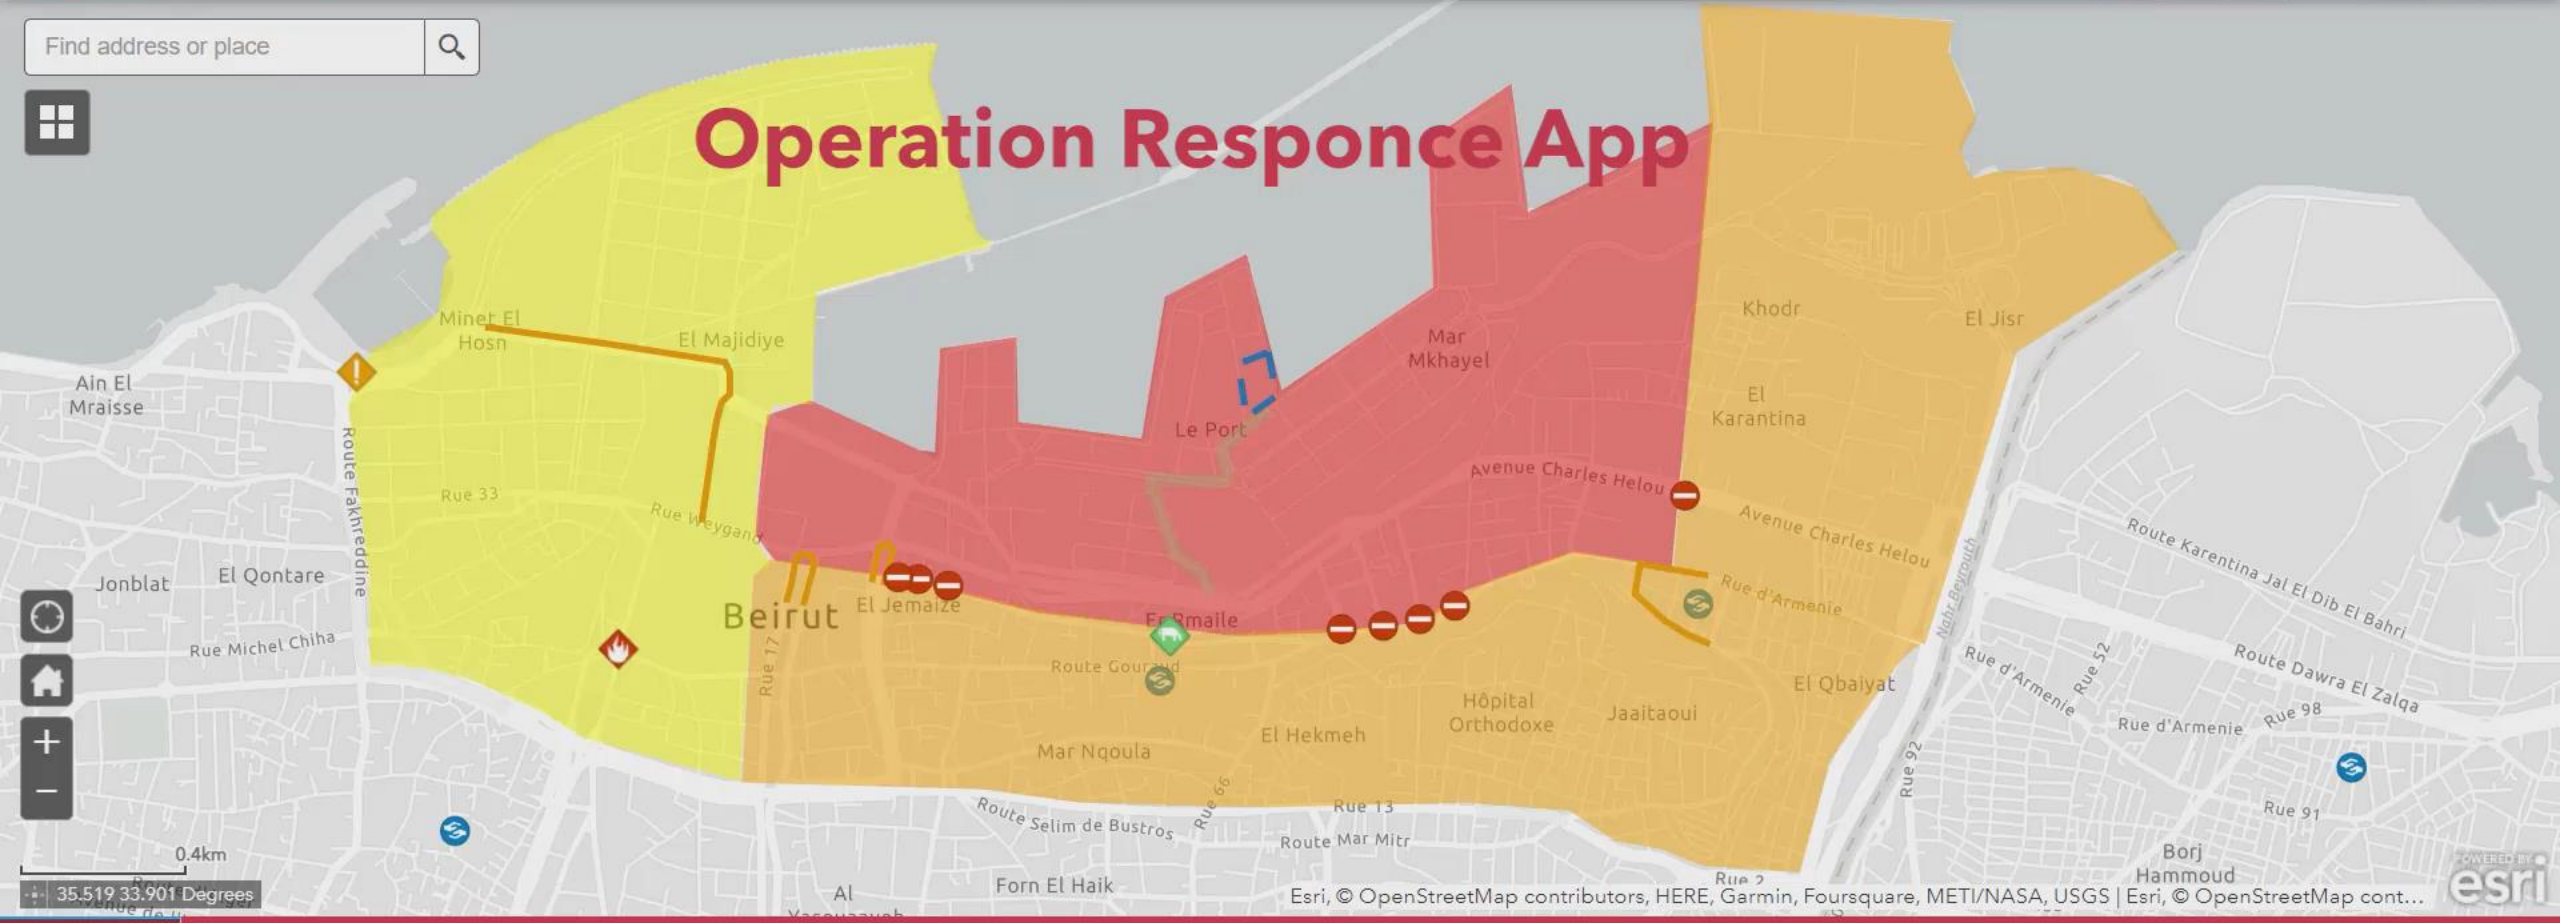 Find address or place
Operation Responce App
Minet El
Hosn
El Majidiye
Khodr
El Jisr
Mar
Mkhayel
Ain El
Mraisse
El
Karantina
Le Port
Route Fakhreddine
Rue 33
Rue Weygand
Avenue Charles Helou
Avenue Charles Helou
Route Karentina Jal El Dib El Bahri
Jonblat
El Qontare
Beirut
El Jemaize
Er Rmaile
Rue d'Armenie
Nahr Beyrouth
Rue Michel Chiha
Rue 17
Route Gouraud
El Qbaiyat
Rue d'Armenie
Rue 52
Route Dawra El Zalqa
Hôpital
Orthodoxe
Jaaitaoui
El Hekmeh
Mar Nqoula
Rue d'Armenie
Rue 98
Rue 92
Rue 66
Rue 13
Route Selim de Bustros
Route Mar Mitr
Rue 91
0.4km
Borj
Hammoud
35.519 33.901 Degrees
Al
Forn El Haik
Rue 2
POWERED BY
esri
Esri, © OpenStreetMap contributors, HERE, Garmin, Foursquare, METI/NASA, USGS | Esri, © OpenStreetMap cont...